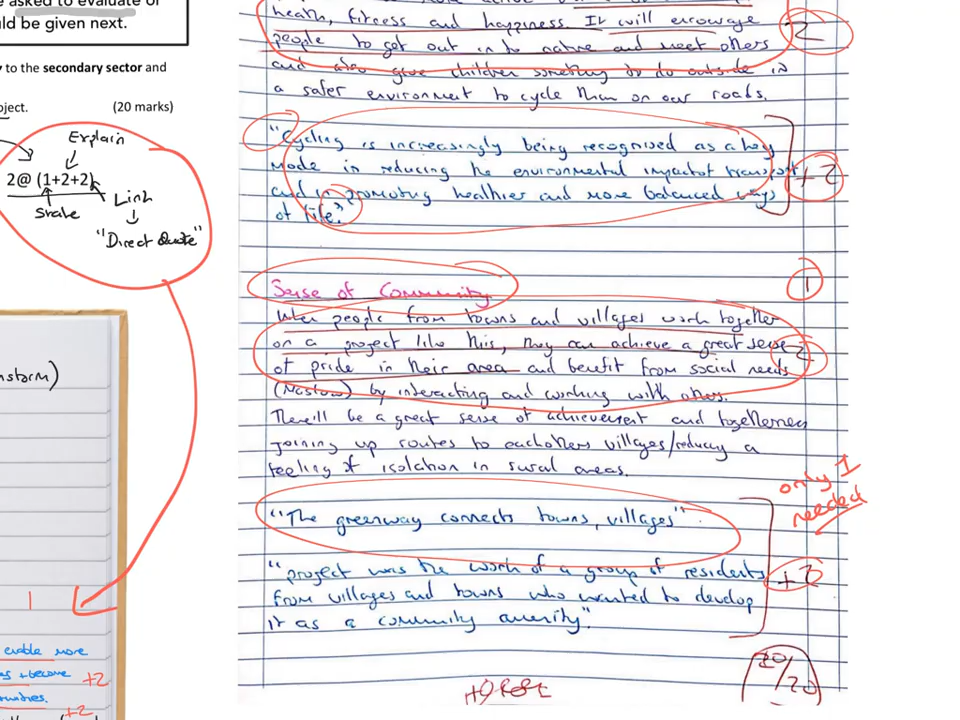 asked to evaluate or
uld be given next.
to the secondary sector and
oject. (20 marks)
Explain
2@ (1+2+2)
State
Link
"Direct Quote"
nstorm)
1
enable more
es + become +2
+2
health, fitness and happiness It will encourage
people to get out in to nature and meet others 2
and also give children something to do outside in
a safer environment to cycle than on our roads.
"Cycling is increasingly being recognised as a key
mode in reducing the environmental impact of transport +2
and in promoting healthier and more balanced ways
of life."
Sense of Community 1
When people from towns and villages work together
on a project like this, they can achieve a great sense 2
of pride in their area and benefit from social needs
(Maslow) by interacting and working with others.
There'll be a great sense of achievement and togetherness
joining up routes to eachothers villages/reducing a
feeling of isolation in rural areas.
only 1
needed
"The greenway connects towns, villages"
"project was the work of a group of residents +2
from villages and towns who wanted to develop
it as a community amenity"
20/20